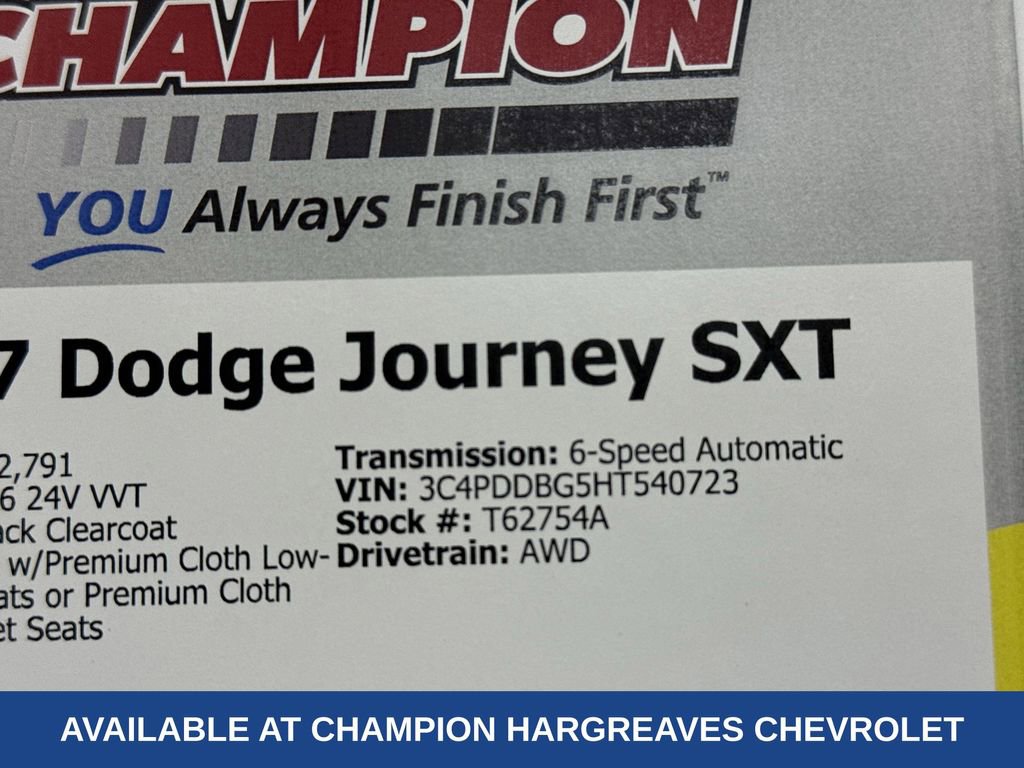 CHAMPION
YOU Always Finish First™
7 Dodge Journey SXT
2,791
6 24V VVT
ack Clearcoat
w/Premium Cloth Low-
ats or Premium Cloth
et Seats
Transmission: 6-Speed Automatic
VIN: 3C4PDDBG5HT540723
Stock #: T62754A
Drivetrain: AWD
AVAILABLE AT CHAMPION HARGREAVES CHEVROLET